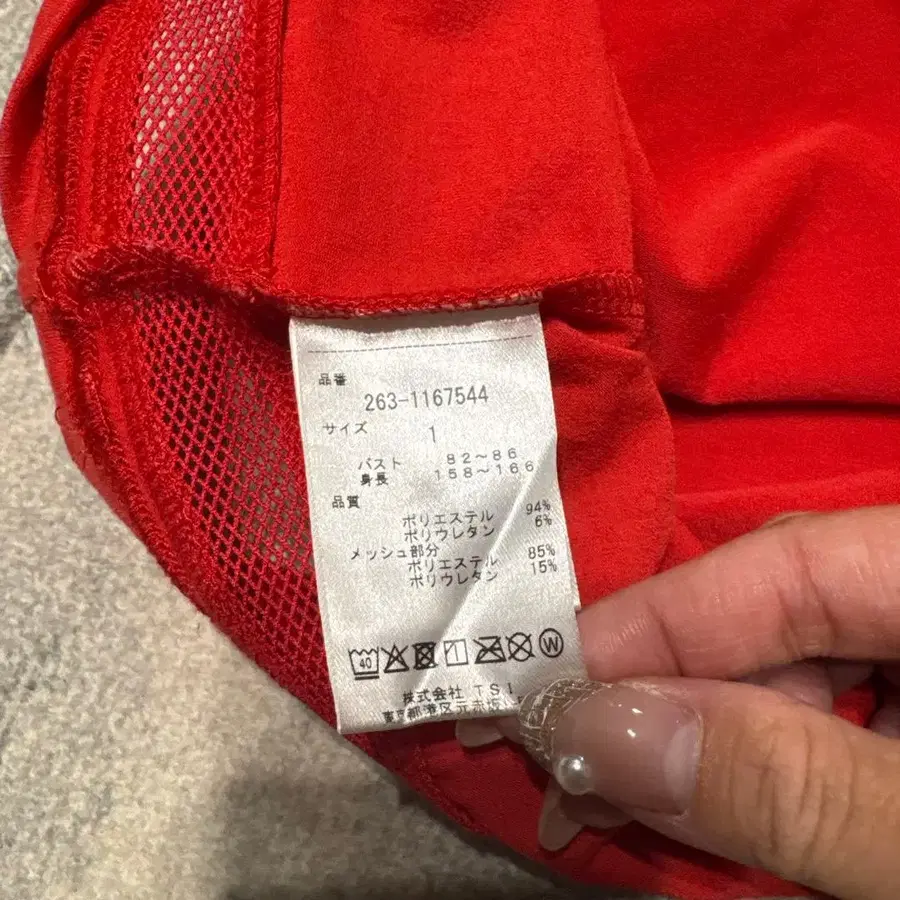 品番
263-1167544
サイズ
1
バスト 82～86
身長 158～166
品質
ポリエステル 94%
ポリウレタン 6%
メッシュ部分
ポリエステル 85%
ポリウレタン 15%
40 W
株式会社 TSI
東京都港区元赤坂